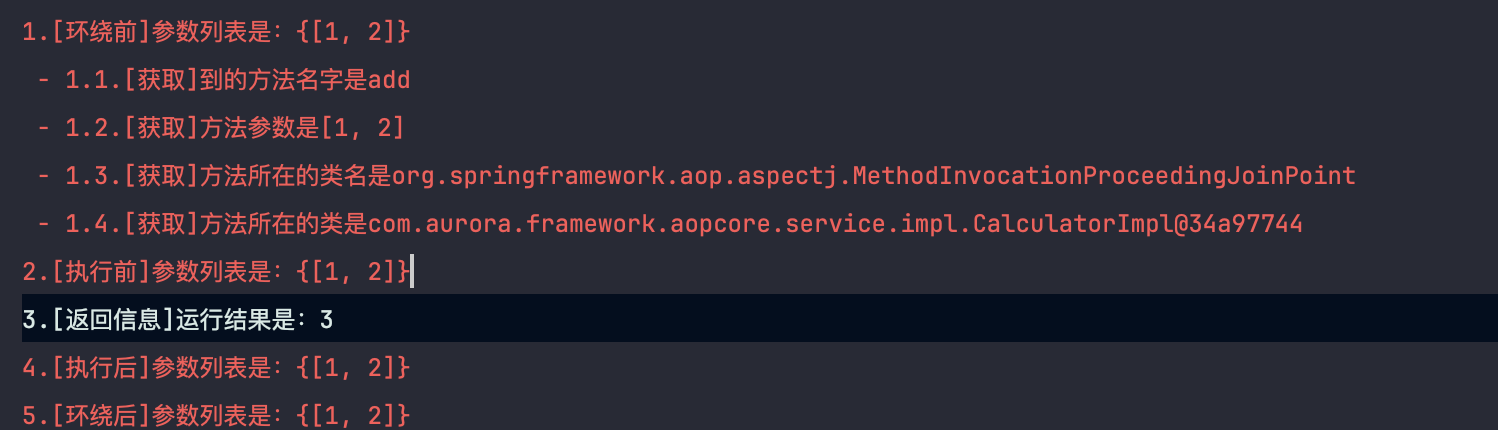 1.[环绕前]参数列表是：{[1, 2]}
- 1.1.[获取]到的方法名字是add
- 1.2.[获取]方法参数是[1, 2]
- 1.3.[获取]方法所在的类名是org.springframework.aop.aspectj.MethodInvocationProceedingJoinPoint
- 1.4.[获取]方法所在的类是com.aurora.framework.aopcore.service.impl.CalculatorImpl@34a97744
2.[执行前]参数列表是：{[1, 2]}
3.[返回信息]运行结果是：3
4.[执行后]参数列表是：{[1, 2]}
5.[环绕后]参数列表是：{[1, 2]}